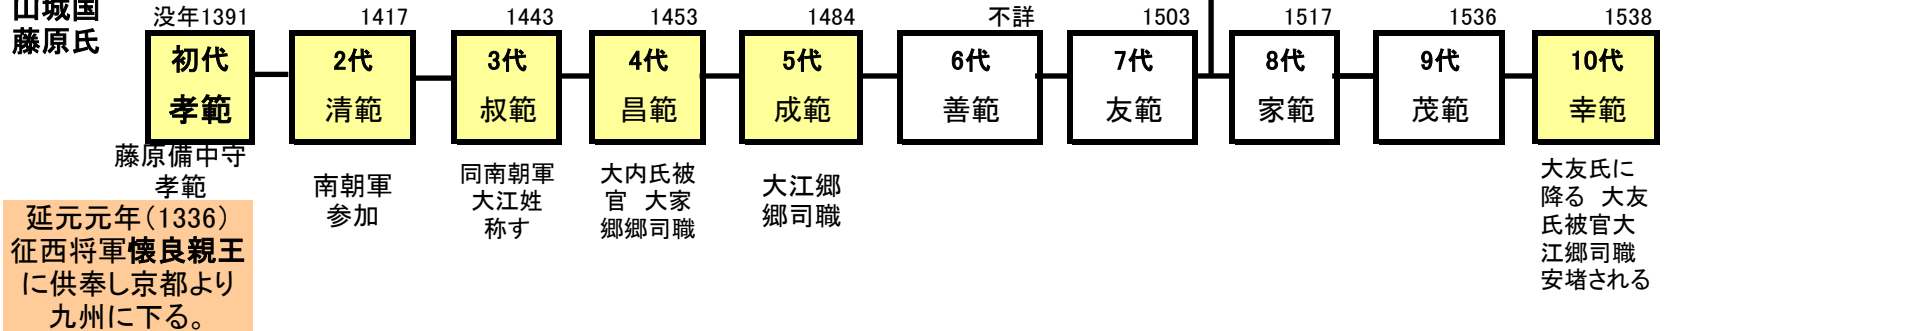 山城国
藤原氏
没年1391
1417
1443
1453
1484
不詳
1503
1517
1536
1538
初代
孝範
2代
清範
3代
叔範
4代
昌範
5代
成範
6代
善範
7代
友範
8代
家範
9代
茂範
10代
幸範
藤原備中守
孝範
南朝軍
参加
同南朝軍
大江姓
称す
大内氏被
官 大家
郷郷司職
大江郷
郷司職
大友氏に
降る 大友
氏被官大
江郷司職
安堵される
延元元年(1336)
征西将軍懐良親王
に供奉し京都より
九州に下る。